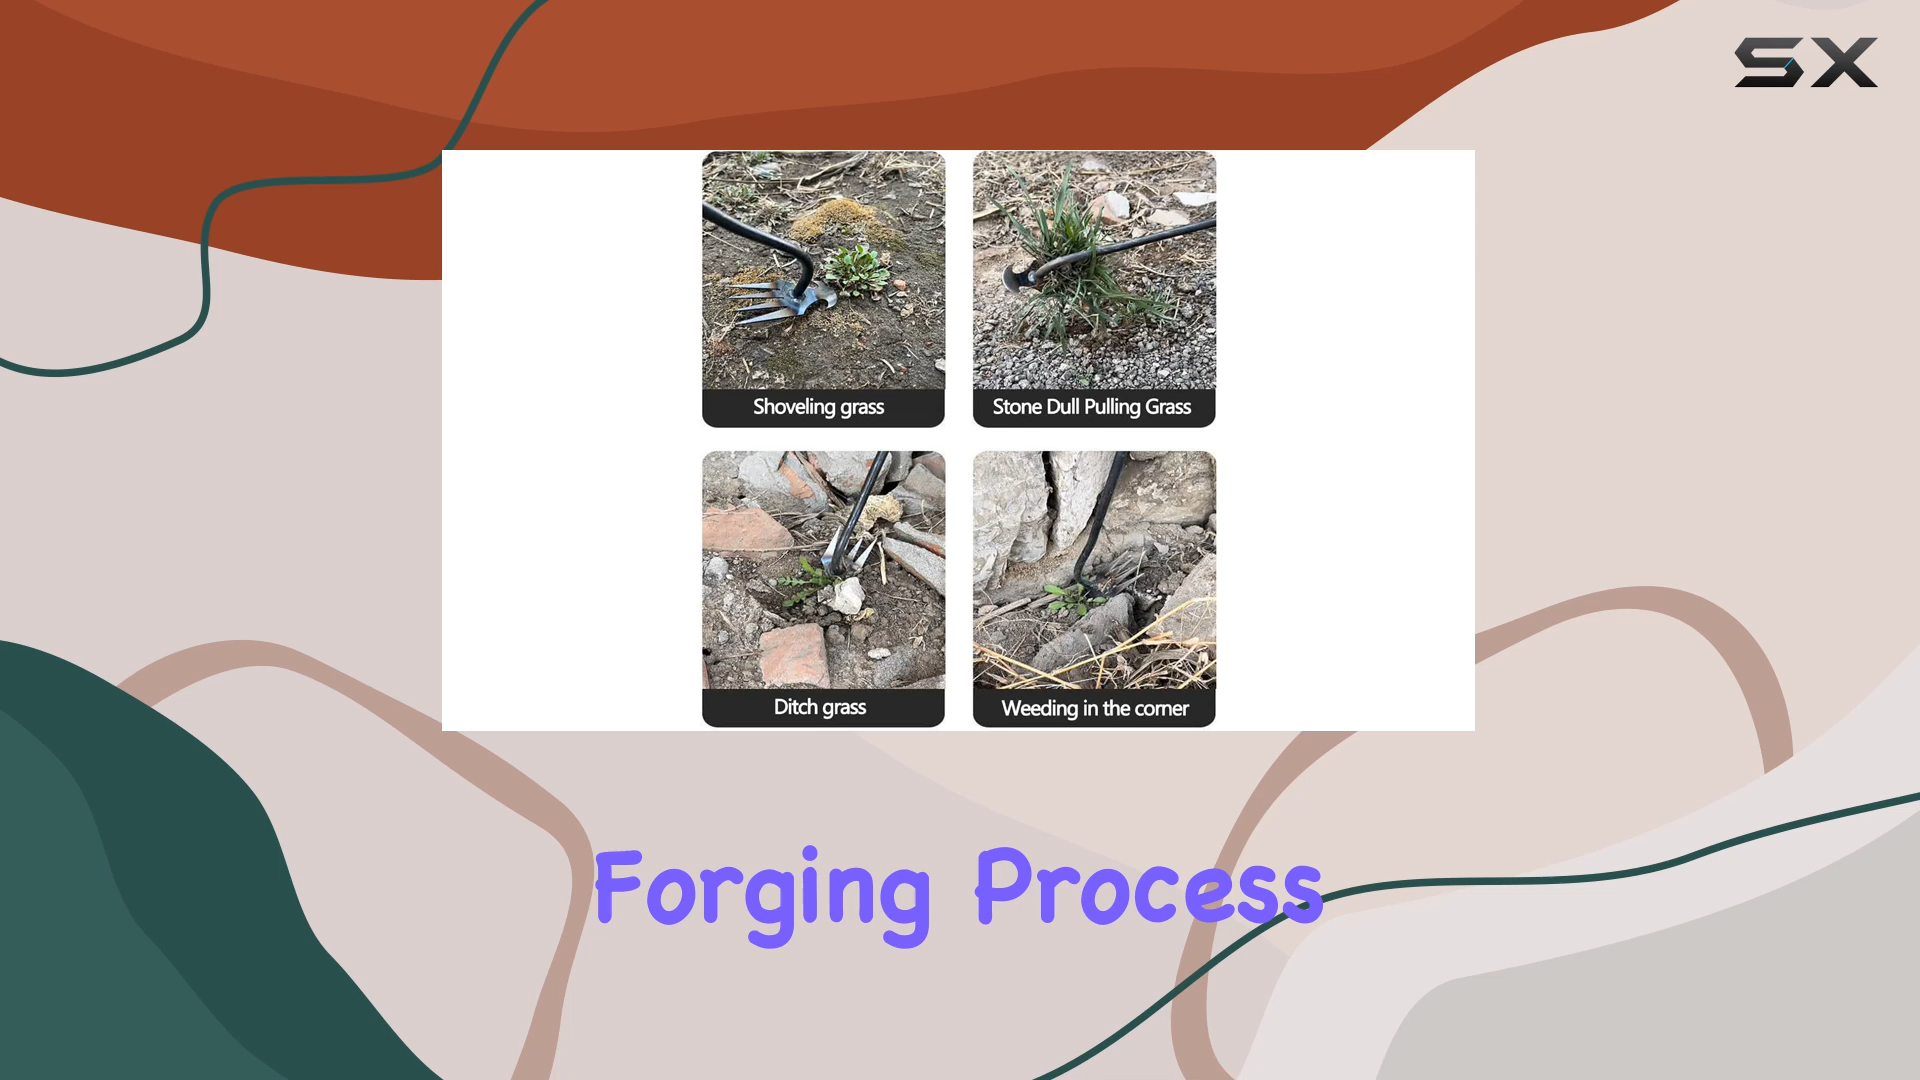 SX
Shoveling grass
Stone Dull Pulling Grass
Ditch grass
Weeding in the corner
Forging Process